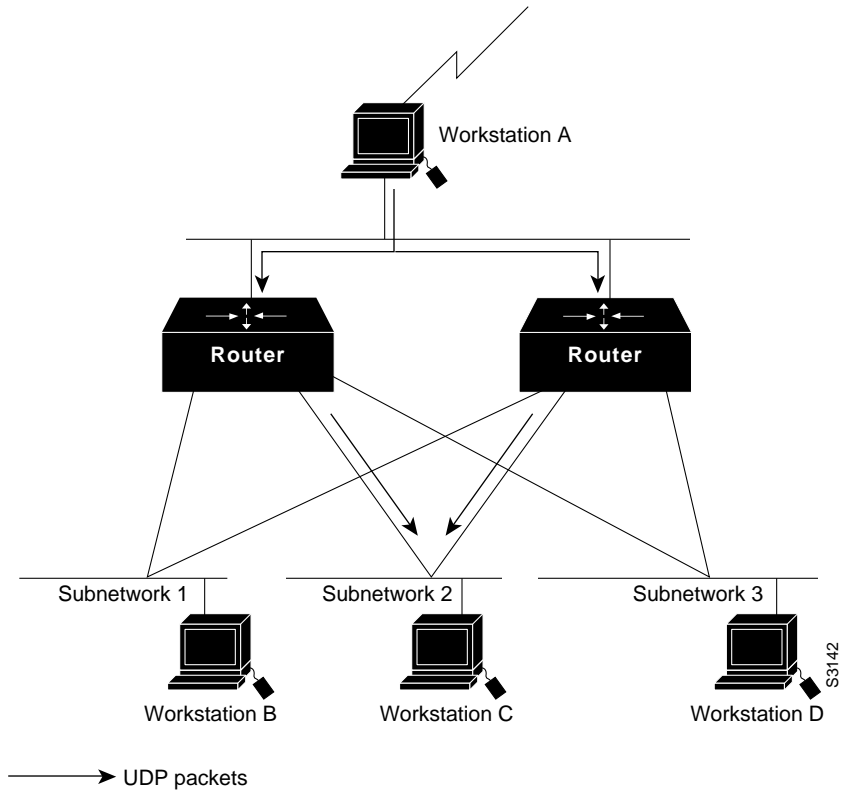 Workstation A
Router
Router
Subnetwork 1
Subnetwork 2
Subnetwork 3
Workstation B
Workstation C
Workstation D
S3142
UDP packets